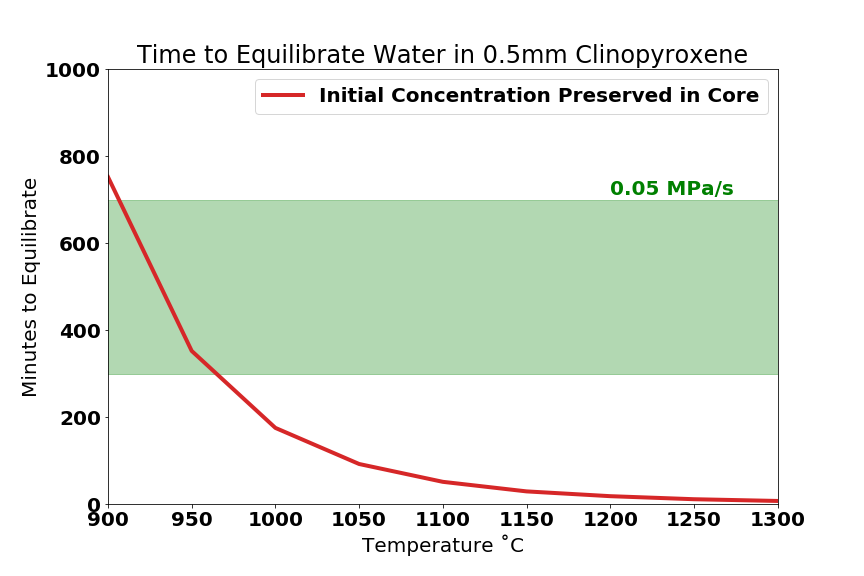 Time to Equilibrate Water in 0.5mm Clinopyroxene
Initial Concentration Preserved in Core
0.05 MPa/s
Minutes to Equilibrate
1000
800
600
400
200
0
900 950 1000 1050 1100 1150 1200 1250 1300
Temperature ˚C